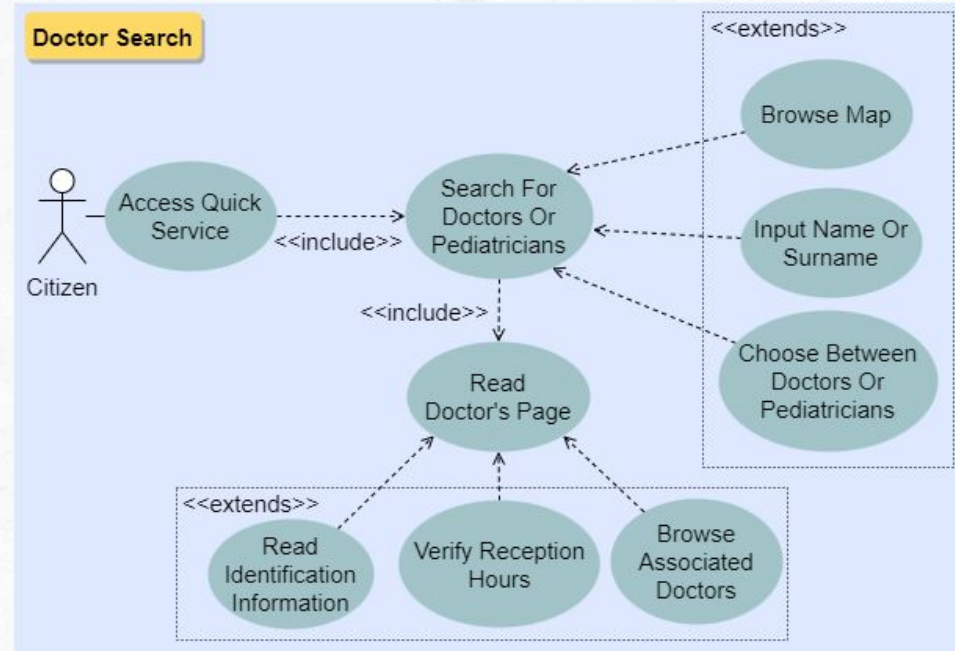 Doctor Search
<<extends>>
Browse Map
Access Quick
Service
Search For
Doctors Or
Pediatricians
Input Name Or
Surname
<<include>>
Citizen
<<include>>
Choose Between
Doctors Or
Pediatricians
Read
Doctor's Page
<<extends>>
Read
Identification
Information
Verify Reception
Hours
Browse
Associated
Doctors